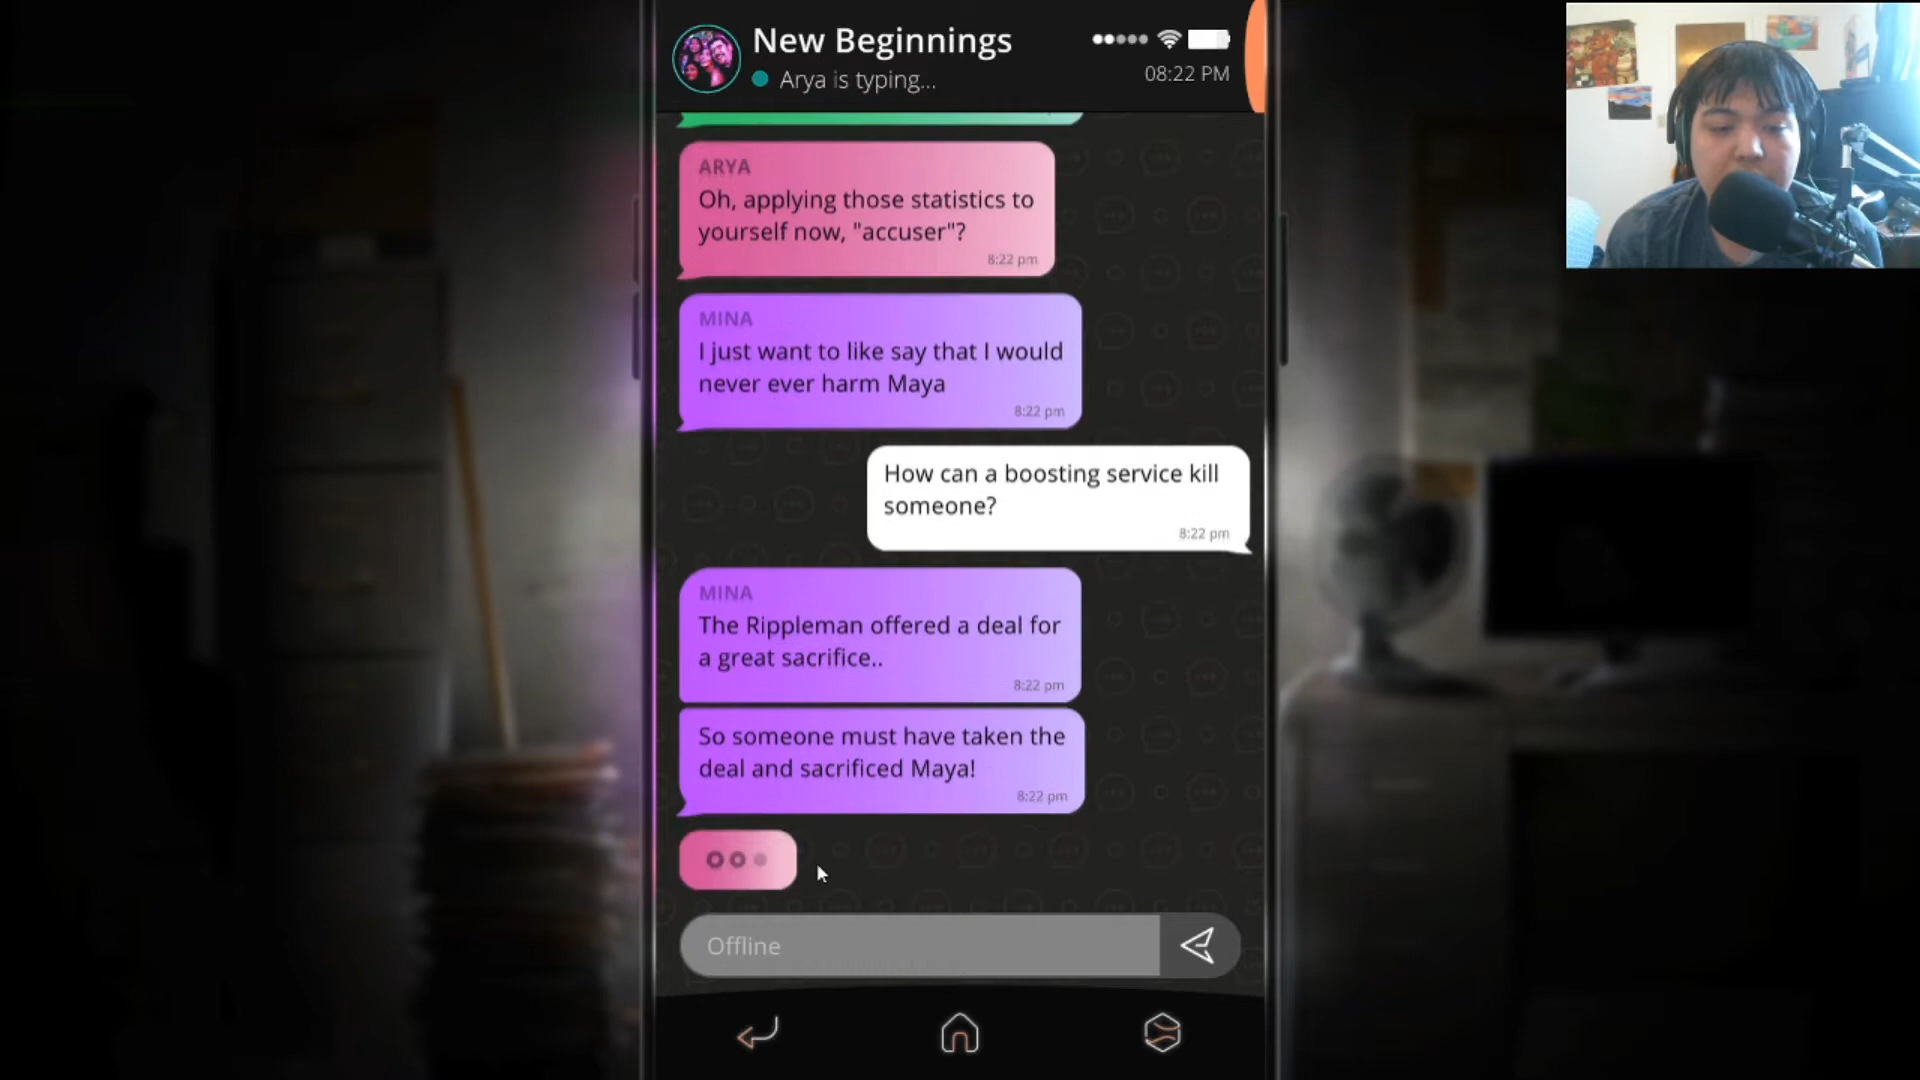 New Beginnings
Arya is typing...
08:22 PM
ARYA
Oh, applying those statistics to
yourself now, "accuser"?
8:22 pm
MINA
I just want to like say that I would
never ever harm Maya
8:22 pm
How can a boosting service kill
someone?
8:22 pm
MINA
The Rippleman offered a deal for
a great sacrifice..
8:22 pm
So someone must have taken the
deal and sacrificed Maya!
8:22 pm
Offline